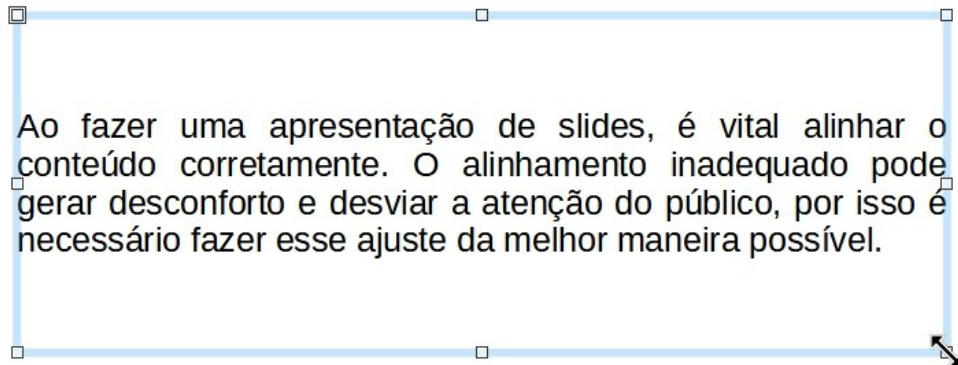 Ao fazer uma apresentação de slides, é vital alinhar o
conteúdo corretamente. O alinhamento inadequado pode
gerar desconforto e desviar a atenção do público, por isso é
necessário fazer esse ajuste da melhor maneira possível.